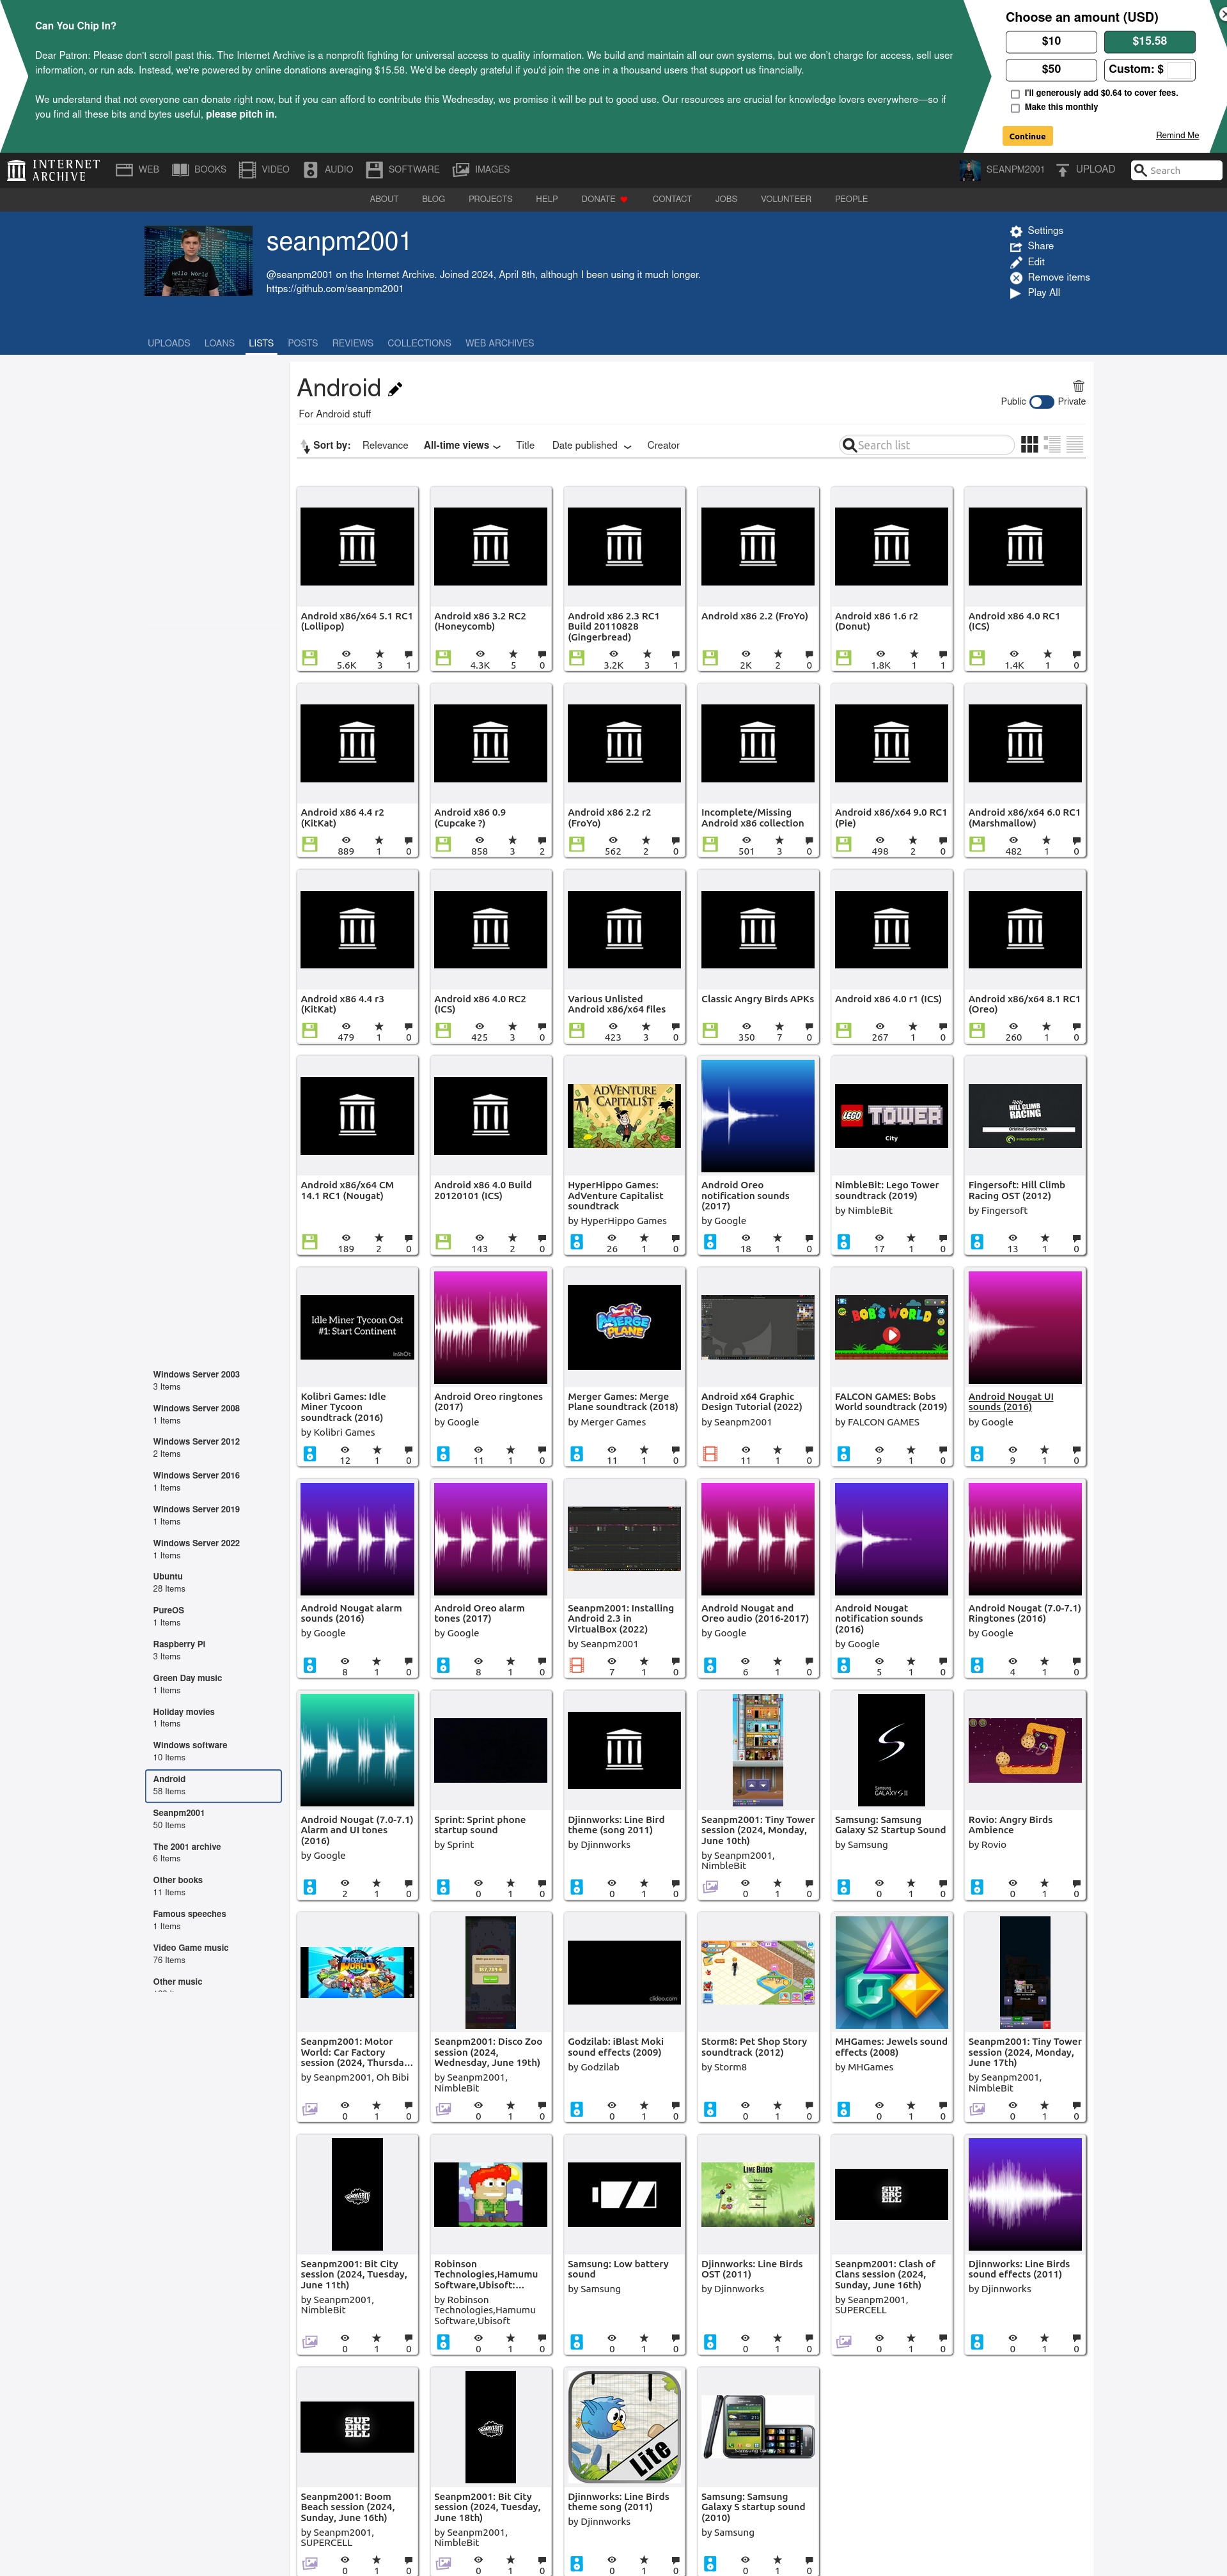 Can You Chip In?
Dear Patron: Please don't scroll past this. The Internet Archive is a nonprofit fighting for universal access to quality information. We build and maintain all our own systems, but we don't charge for access, sell user
information, or run ads. Instead, we're powered by online donations averaging $15.58. We'd be deeply grateful if you'd join the one in a thousand users that support us financially.
We understand that not everyone can donate right now, but if you can afford to contribute this Wednesday, we promise it will be put to good use. Our resources are crucial for knowledge lovers everywhere—so if
you find all these bits and bytes useful, please pitch in.
Choose an amount (USD)
$10 $15.58
$50 Custom: $
I'll generously add $0.64 to cover fees.
Make this monthly
Continue Remind Me
INTERNET ARCHIVE WEB BOOKS VIDEO AUDIO SOFTWARE IMAGES SEANPM2001 UPLOAD Search
ABOUT BLOG PROJECTS HELP DONATE CONTACT JOBS VOLUNTEER PEOPLE
Hello World
seanpm2001
@seanpm2001 on the Internet Archive. Joined 2024, April 8th, although I been using it much longer.
https://github.com/seanpm2001
Settings
Share
Edit
Remove items
Play All
UPLOADS LOANS LISTS POSTS REVIEWS COLLECTIONS WEB ARCHIVES
Windows Server 2003
3 Items
Windows Server 2008
1 Items
Windows Server 2012
2 Items
Windows Server 2016
1 Items
Windows Server 2019
1 Items
Windows Server 2022
1 Items
Ubuntu
28 Items
PureOS
1 Items
Raspberry Pi
3 Items
Green Day music
1 Items
Holiday movies
1 Items
Windows software
10 Items
Android
58 Items
Seanpm2001
50 Items
The 2001 archive
6 Items
Other books
11 Items
Famous speeches
1 Items
Video Game music
76 Items
Other music
Android
For Android stuff
Public Private
Sort by: Relevance All-time views Title Date published Creator Search list
Android x86/x64 5.1 RC1
(Lollipop)
5.6K 3 1
Android x86 3.2 RC2
(Honeycomb)
4.3K 5 0
Android x86 2.3 RC1
Build 20110828
(Gingerbread)
3.2K 3 1
Android x86 2.2 (FroYo)
2K 2 0
Android x86 1.6 r2
(Donut)
1.8K 1 1
Android x86 4.0 RC1
(ICS)
1.4K 1 0
Android x86 4.4 r2
(KitKat)
889 1 0
Android x86 0.9
(Cupcake ?)
858 3 2
Android x86 2.2 r2
(FroYo)
562 2 0
Incomplete/Missing
Android x86 collection
501 3 0
Android x86/x64 9.0 RC1
(Pie)
498 2 0
Android x86/x64 6.0 RC1
(Marshmallow)
482 1 0
Android x86 4.4 r3
(KitKat)
479 1 0
Android x86 4.0 RC2
(ICS)
425 3 0
Various Unlisted
Android x86/x64 files
423 3 0
Classic Angry Birds APKs
350 7 0
Android x86 4.0 r1 (ICS)
267 1 0
Android x86/x64 8.1 RC1
(Oreo)
260 1 0
Android x86/x64 CM
14.1 RC1 (Nougat)
189 2 0
Android x86 4.0 Build
20120101 (ICS)
143 2 0
ADVENTURE
CAPITALI$T
HyperHippo Games:
AdVenture Capitalist
soundtrack
by HyperHippo Games
26 1 0
Android Oreo
notification sounds
(2017)
by Google
18 1 0
LEGO TOWER
City
NimbleBit: Lego Tower
soundtrack (2019)
by NimbleBit
17 1 0
HILL CLIMB
RACING
Original Soundtrack
FINGERSOFT
Fingersoft: Hill Climb
Racing OST (2012)
by Fingersoft
13 1 0
Idle Miner Tycoon Ost
#1: Start Continent
InShOt
Kolibri Games: Idle
Miner Tycoon
soundtrack (2016)
by Kolibri Games
12 1 0
Android Oreo ringtones
(2017)
by Google
11 1 0
MERGE
PLANE
Merger Games: Merge
Plane soundtrack (2018)
by Merger Games
11 1 0
Android x64 Graphic
Design Tutorial (2022)
by Seanpm2001
11 1 0
BOB'S WORLD
FALCON GAMES: Bobs
World soundtrack (2019)
by FALCON GAMES
9 1 0
Android Nougat UI
sounds (2016)
by Google
9 1 0
Android Nougat alarm
sounds (2016)
by Google
8 1 0
Android Oreo alarm
tones (2017)
by Google
8 1 0
Seanpm2001: Installing
Android 2.3 in
VirtualBox (2022)
by Seanpm2001
7 1 0
Android Nougat and
Oreo audio (2016-2017)
by Google
6 1 0
Android Nougat
notification sounds
(2016)
by Google
5 1 0
Android Nougat (7.0-7.1)
Ringtones (2016)
by Google
4 1 0
Android Nougat (7.0-7.1)
Alarm and UI tones
(2016)
by Google
2 1 0
Sprint: Sprint phone
startup sound
by Sprint
0 1 0
Djinnworks: Line Bird
theme (song 2011)
by Djinnworks
0 1 0
Seanpm2001: Tiny Tower
session (2024, Monday,
June 10th)
by Seanpm2001,
NimbleBit
0 1 0
Samsung
GALAXY S II
Samsung: Samsung
Galaxy S2 Startup Sound
by Samsung
0 1 0
Rovio: Angry Birds
Ambience
by Rovio
0 1 0
WORLD
Seanpm2001: Motor
World: Car Factory
session (2024, Thursda...
by Seanpm2001, Oh Bibi
0 1 0
Seanpm2001: Disco Zoo
session (2024,
Wednesday, June 19th)
by Seanpm2001,
NimbleBit
0 1 0
clideo.com
Godzilab: iBlast Moki
sound effects (2009)
by Godzilab
0 1 0
Storm8: Pet Shop Story
soundtrack (2012)
by Storm8
0 1 0
MHGames: Jewels sound
effects (2008)
by MHGames
0 1 0
Seanpm2001: Tiny Tower
session (2024, Monday,
June 17th)
by Seanpm2001,
NimbleBit
0 1 0
NIMBLEBIT
Seanpm2001: Bit City
session (2024, Tuesday,
June 11th)
by Seanpm2001,
NimbleBit
0 1 0
Robinson
Technologies,Hamumu
Software,Ubisoft:...
by Robinson
Technologies,Hamumu
Software,Ubisoft
0 1 0
Samsung: Low battery
sound
by Samsung
0 1 0
LINE BIRDS
Djinnworks: Line Birds
OST (2011)
by Djinnworks
0 1 0
SUPERCELL
Seanpm2001: Clash of
Clans session (2024,
Sunday, June 16th)
by Seanpm2001,
SUPERCELL
0 1 0
Djinnworks: Line Birds
sound effects (2011)
by Djinnworks
0 1 0
SUPERCELL
Seanpm2001: Boom
Beach session (2024,
Sunday, June 16th)
by Seanpm2001,
SUPERCELL
0 1 0
NIMBLEBIT
Seanpm2001: Bit City
session (2024, Tuesday,
June 18th)
by Seanpm2001,
NimbleBit
0 1 0
Lite
Djinnworks: Line Birds
theme song (2011)
by Djinnworks
0 1 0
Samsung: Samsung
Galaxy S startup sound
(2010)
by Samsung
0 1 0